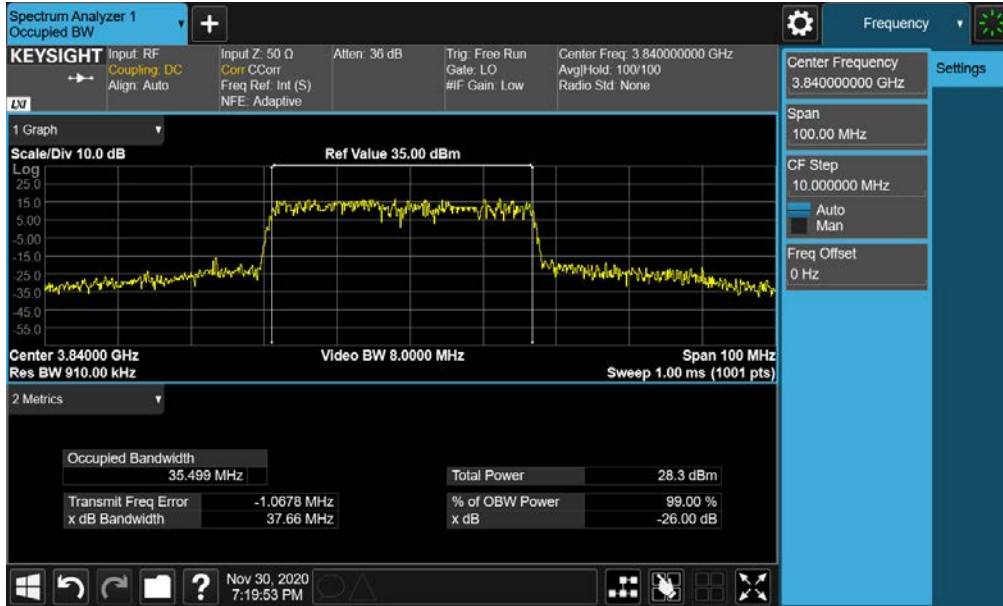 Spectrum Analyzer 1
Occupied BW
Frequency
KEYSIGHT
LXI
Input: RF
Coupling: DC
Align: Auto
Input Z: 50 Ω
Corr CCorr
Freq Ref: Int (S)
NFE: Adaptive
Atten: 36 dB
Trig: Free Run
Gate: LO
#IF Gain: Low
Center Freq: 3.840000000 GHz
Avg|Hold: 100/100
Radio Std: None
Center Frequency
3.840000000 GHz
Settings
Span
100.00 MHz
CF Step
10.000000 MHz
Auto
Man
Freq Offset
0 Hz
1 Graph
Scale/Div 10.0 dB
Ref Value 35.00 dBm
Log
25.0
15.0
5.00
-5.00
-15.0
-25.0
-35.0
-45.0
-55.0
Center 3.84000 GHz
Video BW 8.0000 MHz
Span 100 MHz
Res BW 910.00 kHz
Sweep 1.00 ms (1001 pts)
2 Metrics
Occupied Bandwidth
35.499 MHz
Total Power 28.3 dBm
Transmit Freq Error -1.0678 MHz
% of OBW Power 99.00 %
x dB Bandwidth 37.66 MHz
x dB -26.00 dB
?
Nov 30, 2020
7:19:53 PM